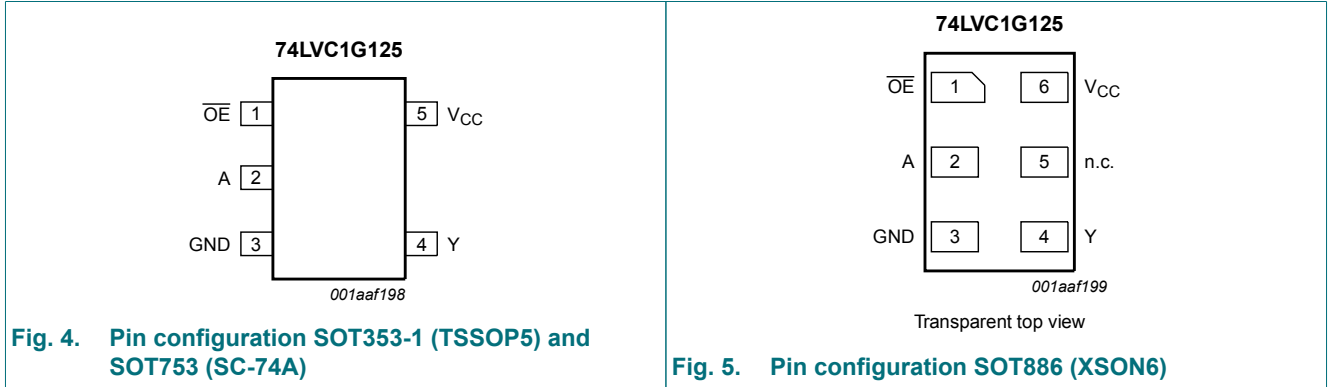 74LVC1G125
OE 1
5 VCC
A 2
GND 3
4 Y
001aaf198
Fig. 4. Pin configuration SOT353-1 (TSSOP5) and
SOT753 (SC-74A)
74LVC1G125
OE 1 6 VCC
A 2 5 n.c.
GND 3 4 Y
001aaf199
Transparent top view
Fig. 5. Pin configuration SOT886 (XSON6)